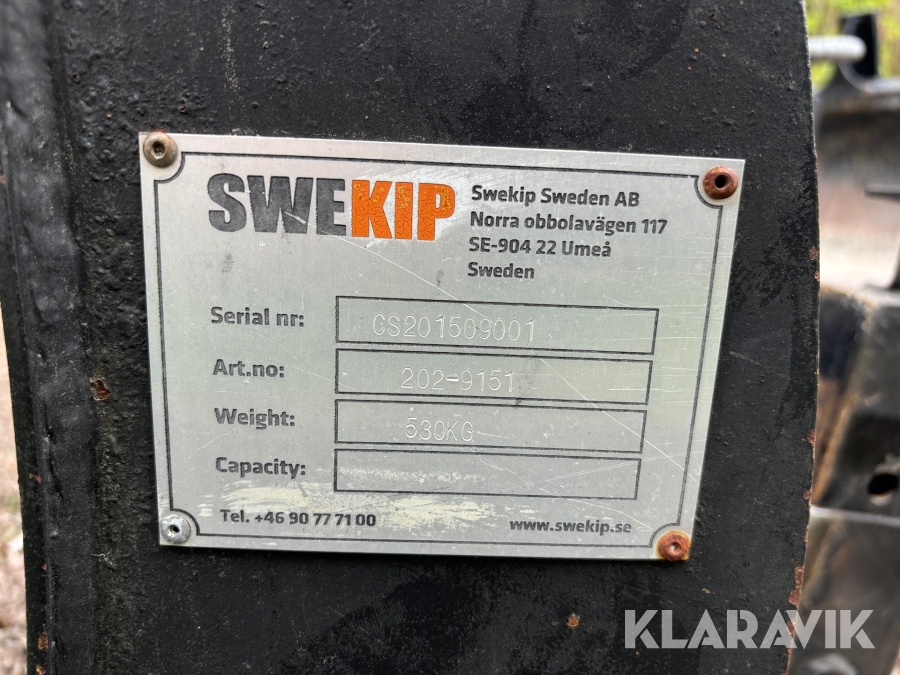 SWEKIP
Swekip Sweden AB
Norra obbolavägen 117
SE-904 22 Umeå
Sweden
Serial nr: CS201509001
Art.no: 202-9151
Weight: 530KG
Capacity:
Tel. +46 90 77 71 00 www.swekip.se
KLARAVIK